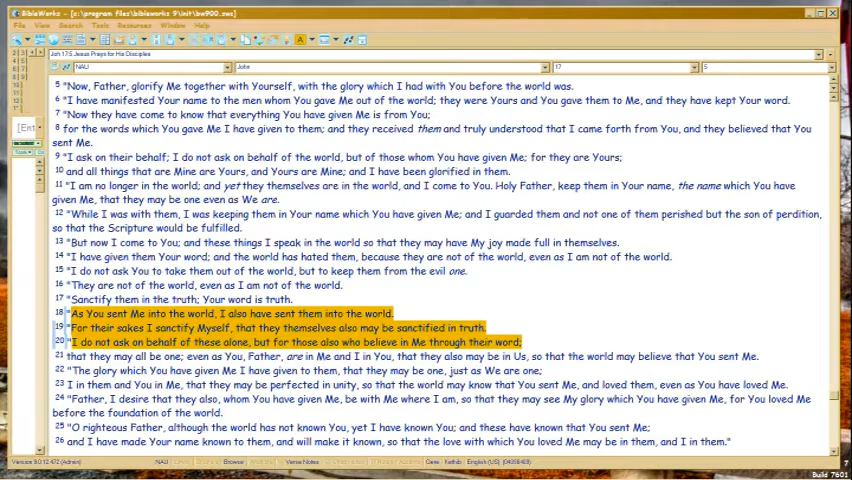 BibleWorks - [c:\program files\bibleworks 9\init\bw900.swc]
File View Search Tools Resources Window Help
Joh 17:5 Jesus Prays for His Disciples
NAU John 17 5
5 "Now, Father, glorify Me together with Yourself, with the glory which I had with You before the world was.
6 "I have manifested Your name to the men whom You gave Me out of the world; they were Yours and You gave them to Me, and they have kept Your word.
7 "Now they have come to know that everything You have given Me is from You;
8 for the words which You gave Me I have given to them; and they received them and truly understood that I came forth from You, and they believed that You
sent Me.
9 "I ask on their behalf; I do not ask on behalf of the world, but of those whom You have given Me; for they are Yours;
10 and all things that are Mine are Yours, and Yours are Mine; and I have been glorified in them.
11 "I am no longer in the world; and yet they themselves are in the world, and I come to You. Holy Father, keep them in Your name, the name which You have
given Me, that they may be one even as We are.
12 "While I was with them, I was keeping them in Your name which You have given Me; and I guarded them and not one of them perished but the son of perdition,
so that the Scripture would be fulfilled.
13 "But now I come to You; and these things I speak in the world so that they may have My joy made full in themselves.
14 "I have given them Your word; and the world has hated them, because they are not of the world, even as I am not of the world.
15 "I do not ask You to take them out of the world, but to keep them from the evil one.
16 "They are not of the world, even as I am not of the world.
17 "Sanctify them in the truth; Your word is truth.
18 "As You sent Me into the world, I also have sent them into the world.
19 "For their sakes I sanctify Myself, that they themselves also may be sanctified in truth.
20 "I do not ask on behalf of these alone, but for those also who believe in Me through their word;
21 that they may all be one; even as You, Father, are in Me and I in You, that they also may be in Us, so that the world may believe that You sent Me.
22 "The glory which You have given Me I have given to them, that they may be one, just as We are one;
23 I in them and You in Me, that they may be perfected in unity, so that the world may know that You sent Me, and loved them, even as You have loved Me.
24 "Father, I desire that they also, whom You have given Me, be with Me where I am, so that they may see My glory which You have given Me, for You loved Me
before the foundation of the world.
25 "O righteous Father, although the world has not known You, yet I have known You; and these have known that You sent Me;
26 and I have made Your name known to them, and will make it known, so that the love with which You loved Me may be in them, and I in them."
[Ent
NAU Browse Verse Notes Gene Kethib English (US)
7
Build 7601